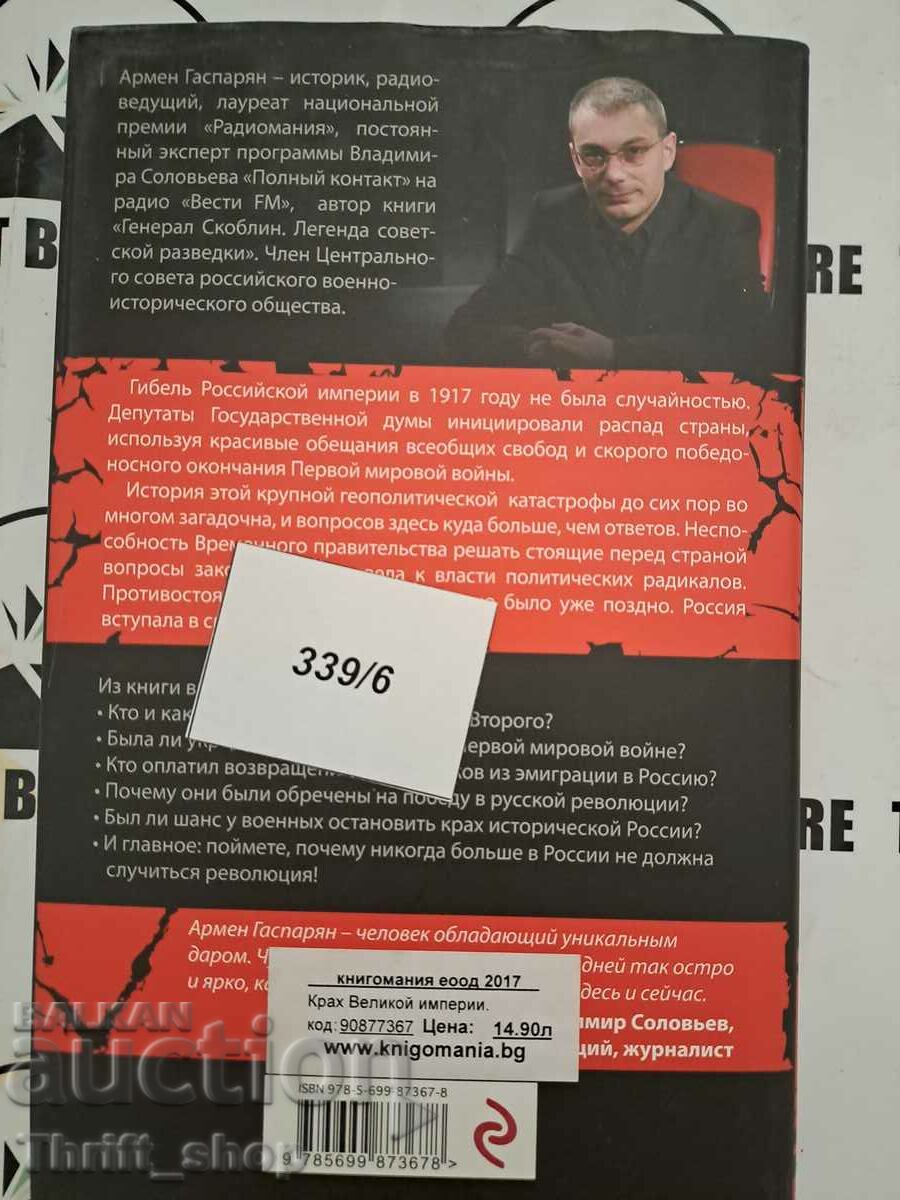 Армен Гаспарян – историк, радио-
ведущий, лауреат национальной
премии «Радиомания», постоян-
ный эксперт программы Владими-
ра Соловьева «Полный контакт» на
радио «Вести FM», автор книги
«Генерал Скоблин. Легенда совет-
ской разведки». Член Центрально-
го совета российского военно-
исторического общества.
Гибель Российской империи в 1917 году не была случайностью.
Депутаты Государственной думы инициировали распад страны,
используя красивые обещания всеобщих свобод и скорого победо-
носного окончания Первой мировой войны.
История этой крупной геополитической катастрофы до сих пор во
многом загадочна, и вопросов здесь куда больше, чем ответов. Неспо-
собность Временного правительства решать стоящие перед страной
вопросы к власти политических радикалов.
было уже поздно. Россия
вступала в
339/6
Из книги
• Кто и Второго?
• Была ли мировой войне?
• Кто оплатил из эмиграции в Россию?
• Почему они были обречены на победу в русской революции?
• Был ли шанс у военных остановить крах исторической России?
• И главное: поймете, почему никогда больше в России не должна
случиться революция!
Армен Гаспарян – человек обладающий уникальным
даром. дней так остро
и ярко, здесь и сейчас.
Соловьев,
журналист
книгомания еоод 2017
Крах Великой империи.
код: 90877367 Цена: 14.90л
www.knigomania.bg
ISBN 978-5-699-87367-8
9 785699 873678 >
BALKAN
auction
Thrift_shop
T B
RE
B
RE T